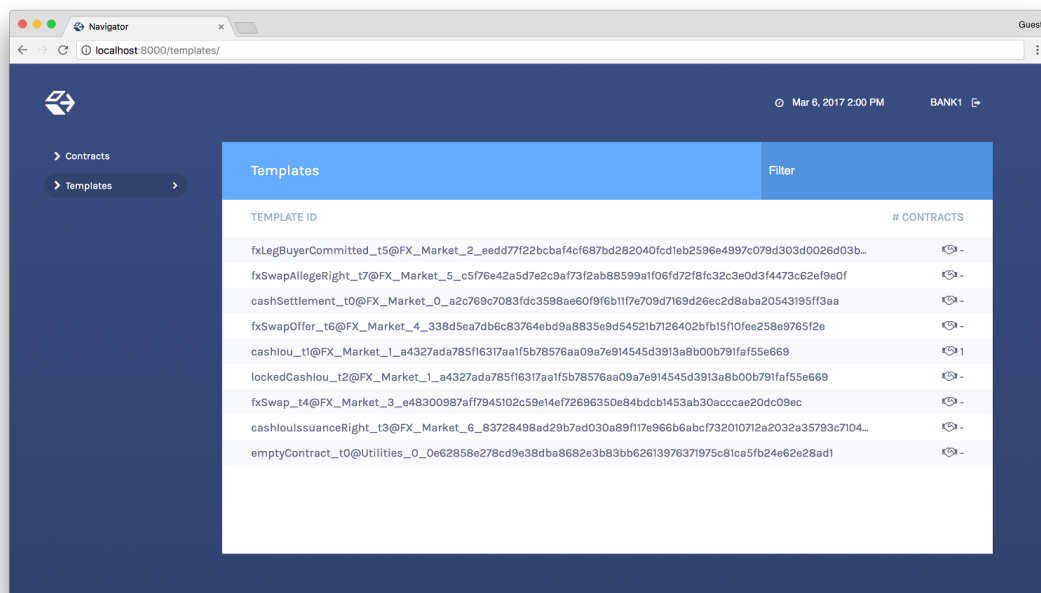 Navigator
Guest
localhost:8000/templates/
Mar 6, 2017 2:00 PM BANK1
Contracts
Templates
Templates Filter
TEMPLATE ID # CONTRACTS
fxLegBuyerCommitted_t5@FX_Market_2_eedd77f22bcbaf4cf687bd282040fcd1eb2596e4997c079d303d0026d03b... -
fxSwapAllegeRight_t7@FX_Market_5_c5f76e42a5d7e2c9af73f2ab88599a1f06fd72f8fc32c3e0d3f4473c62ef9e0f -
cashSettlement_t0@FX_Market_0_a2c769c7083fdc3598ae60f9f6b11f7e709d7169d26ec2d8aba20543195ff3aa -
fxSwapOffer_t6@FX_Market_4_338d5ea7db6c83764ebd9a8835e9d54521b7126402bfb15f10fee258e9765f2e -
cashIou_t1@FX_Market_1_a4327ada785f16317aa1f5b78576aa09a7e914545d3913a8b00b791faf55e669 1
lockedCashIou_t2@FX_Market_1_a4327ada785f16317aa1f5b78576aa09a7e914545d3913a8b00b791faf55e669 -
fxSwap_t4@FX_Market_3_e48300987aff7945102c59e14ef72696350e84bdcb1453ab30acccae20dc09ec -
cashIouIssuanceRight_t3@FX_Market_6_83728498ad29b7ad030a89f117e966b6abcf732010712a2032a35793c7104... -
emptyContract_t0@Utilities_0_0e62858e278cd9e38dba8682e3b83bb62613976371975c81ca5fb24e62e28ad1 -